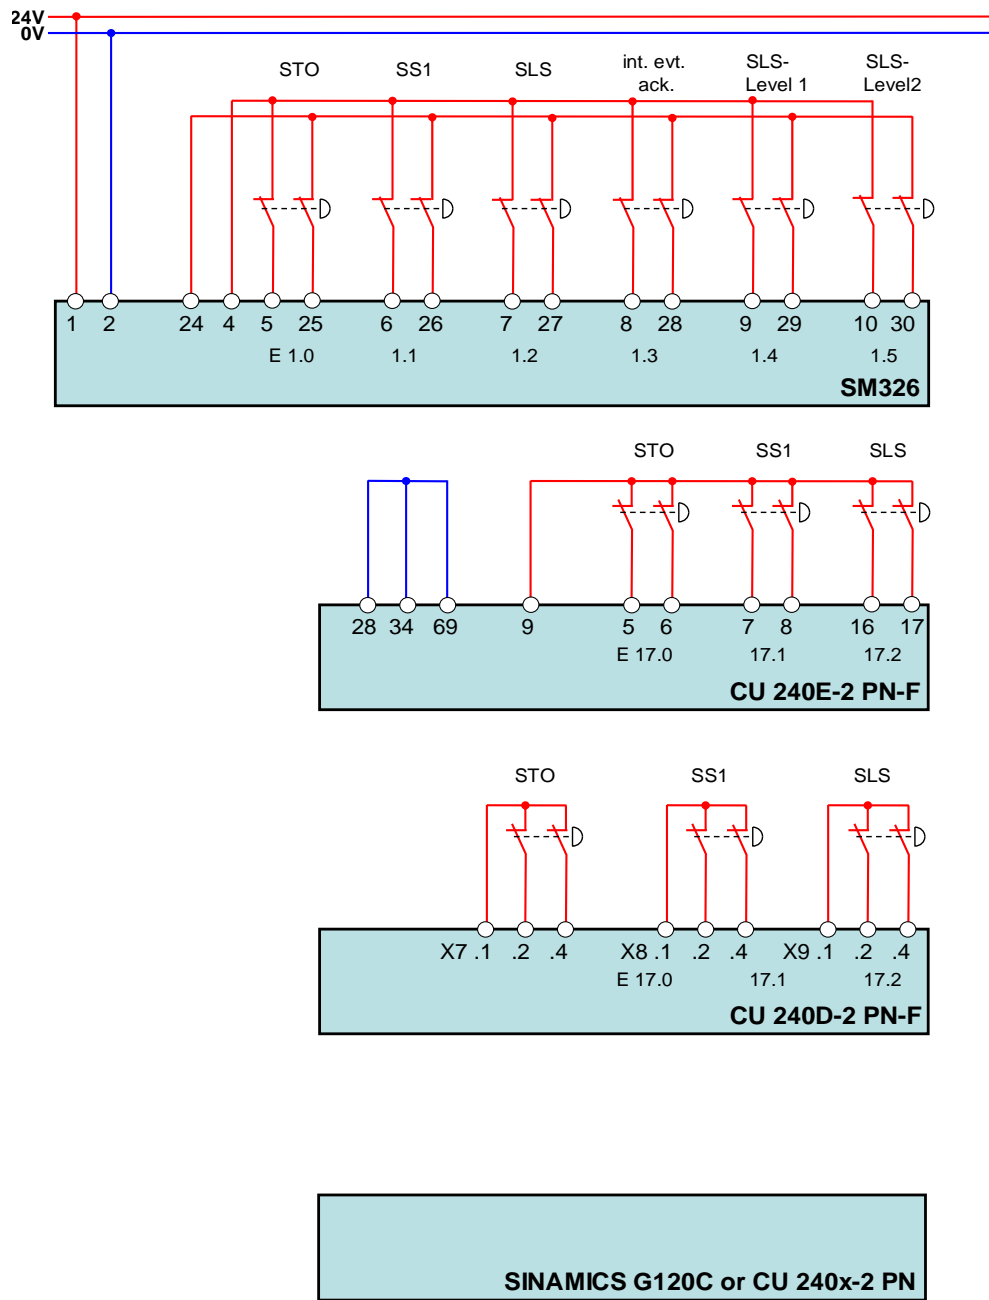 24V
0V
STO SS1 SLS int. evt. ack. SLS- Level 1 SLS- Level2
1 2 24 4 5 25 6 26 7 27 8 28 9 29 10 30
E 1.0 1.1 1.2 1.3 1.4 1.5
SM326
STO SS1 SLS
28 34 69 9 5 6 7 8 16 17
E 17.0 17.1 17.2
CU 240E-2 PN-F
STO SS1 SLS
X7 .1 .2 .4 X8 .1 .2 .4 X9 .1 .2 .4
E 17.0 17.1 17.2
CU 240D-2 PN-F
SINAMICS G120C or CU 240x-2 PN